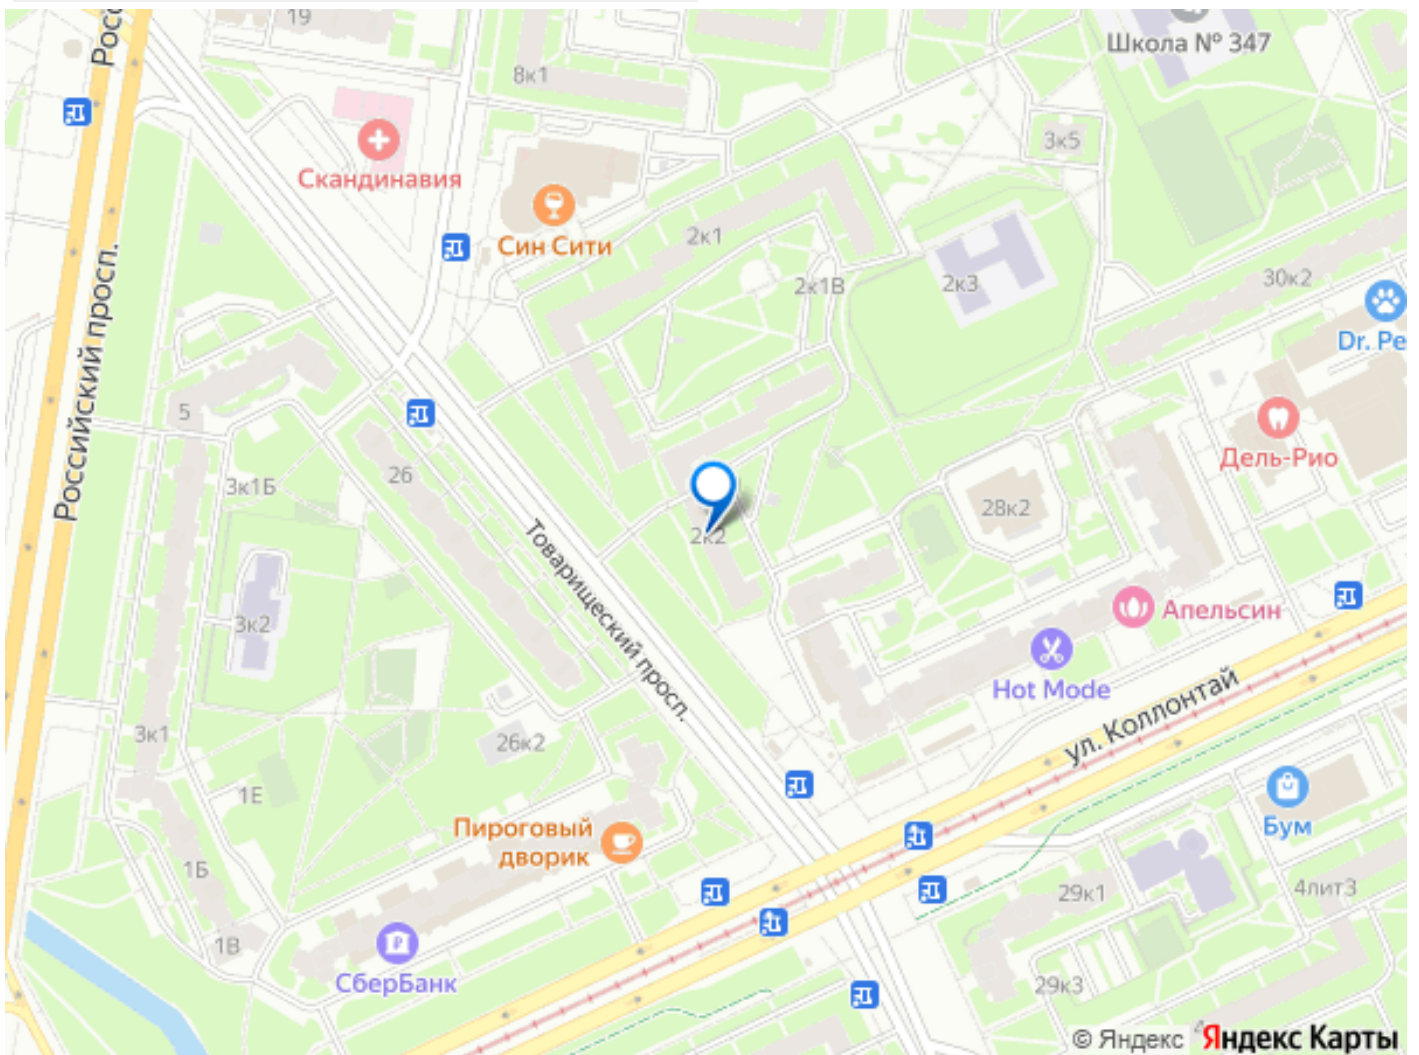 Росс
19
Школа № 347
8к1
3к5
Скандинавия
Син Сити
2к1
2к1В
2к3
30к2
Российский просп.
Dr. Pe
5
Дель-Рио
26
3к1Б
28к2
2к2
Товарищеский просп.
Апельсин
3к2
Hot Mode
ул. Коллонтай
3к1
26к2
1Е
Пироговый
дворик
Бум
1Б
29к1
4лит3
1В
СберБанк
29к3
4
© Яндекс Яндекс Карты